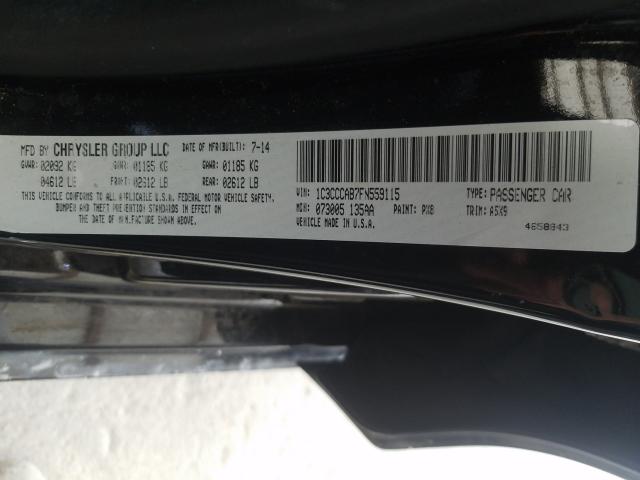 MFD BY CHRYSLER GROUP LLC DATE OF MFR(BUILT): 7-14
GVWR: 02092 KG GAWR: 01185 KG GAWR: 01185 KG
04612 LB FRONT: 02612 LB REAR: 02612 LB
THIS VEHICLE CONFORMS TO ALL APPLICABLE U.S.A. FEDERAL MOTOR VEHICLE SAFETY,
BUMPER AND THEFT PREVENTION STANDARDS IN EFFECT ON
THE DATE OF MANUFACTURE SHOWN ABOVE.
VIN: 1C3CCCAB7FN559115 TYPE: PASSENGER CAR
MDH: 073005 135AA PAINT: PX8 TRIM: A5X9
VEHICLE MADE IN U.S.A. 4658943